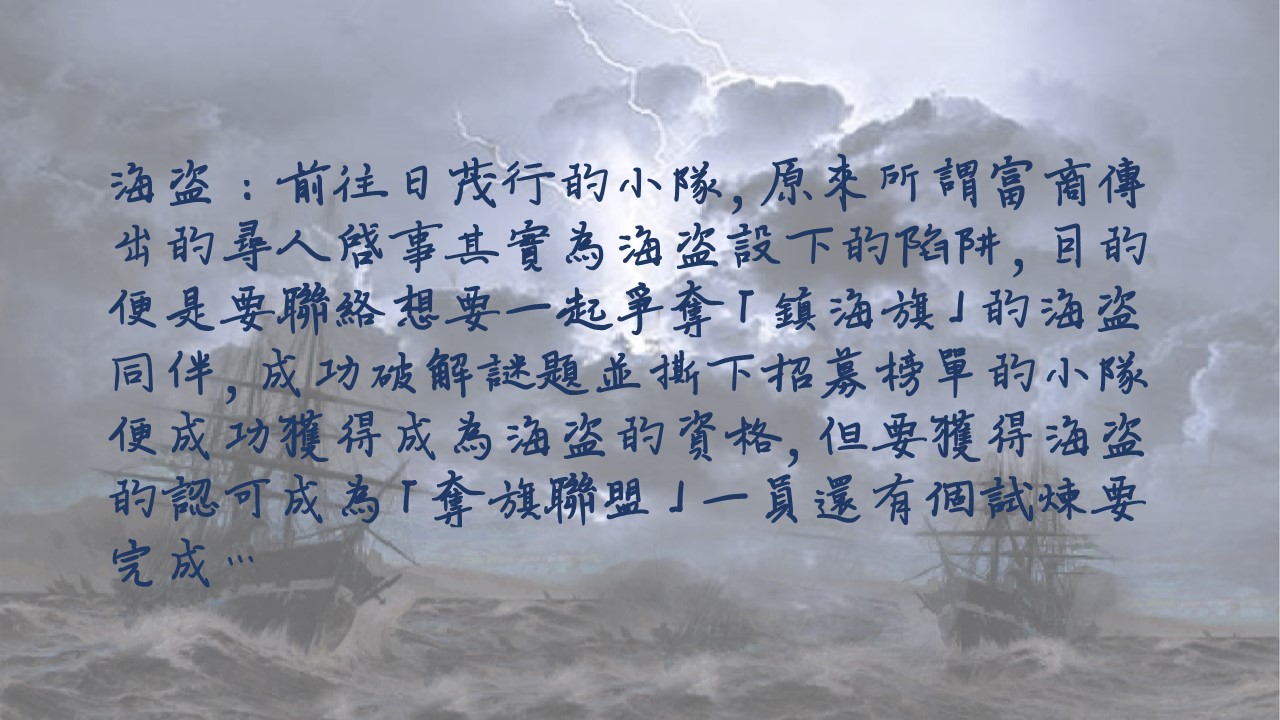 海盜：前往日茂行的小隊，原來所謂富商傳
出的尋人啓事其實為海盜設下的陷阱，目的
便是要聯絡想要一起爭奪「鎮海旗」的海盜
同伴，成功破解謎題並撕下招募榜單的小隊
便成功獲得成為海盜的資格，但要獲得海盜
的認可成為「奪旗聯盟」一員還有個試煉要
完成…